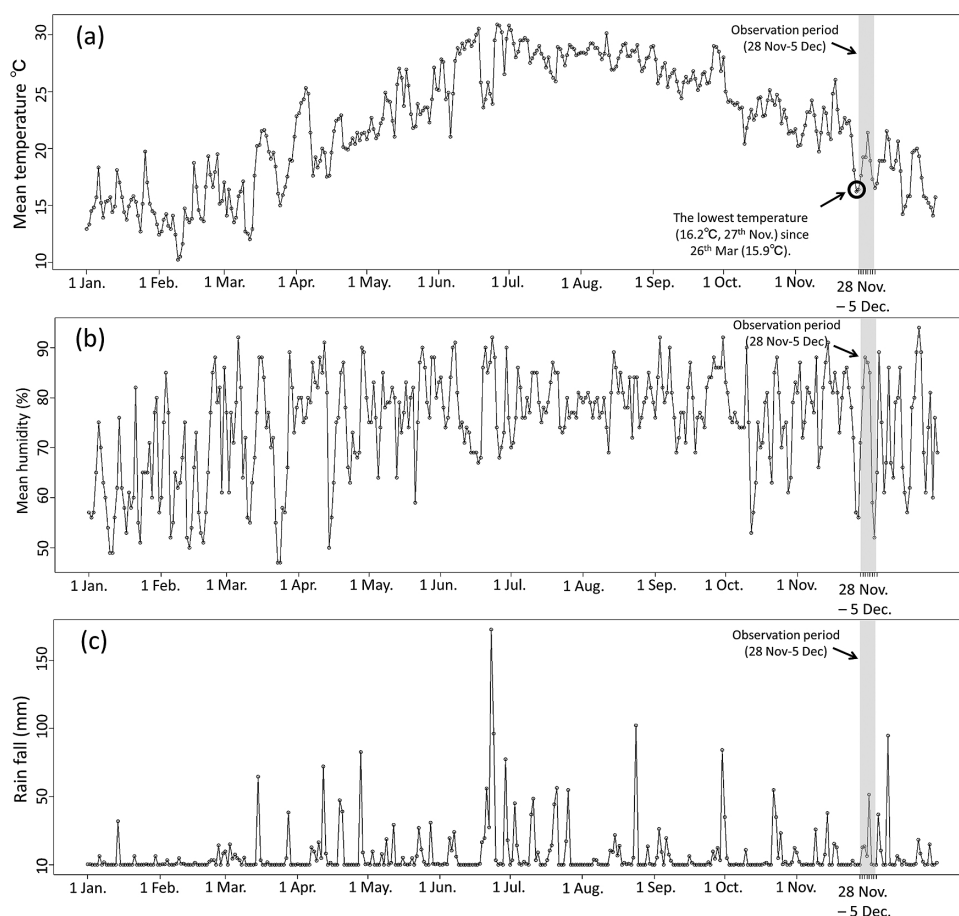 (a)
Mean temperature ℃
30
25
20
15
10
Observation period
(28 Nov-5 Dec)
The lowest temperature
(16.2℃, 27th Nov.) since
26th Mar (15.9℃).
1 Jan. 1 Feb. 1 Mar. 1 Apr. 1 May. 1 Jun. 1 Jul. 1 Aug. 1 Sep. 1 Oct. 1 Nov. 28 Nov.
– 5 Dec.
(b)
Mean humidity (%)
90
80
70
60
50
Observation period
(28 Nov-5 Dec)
1 Jan. 1 Feb. 1 Mar. 1 Apr. 1 May. 1 Jun. 1 Jul. 1 Aug. 1 Sep. 1 Oct. 1 Nov. 28 Nov.
– 5 Dec.
(c)
Rain fall (mm)
150
100
50
10
Observation period
(28 Nov-5 Dec)
1 Jan. 1 Feb. 1 Mar. 1 Apr. 1 May. 1 Jun. 1 Jul. 1 Aug. 1 Sep. 1 Oct. 1 Nov. 28 Nov.
– 5 Dec.